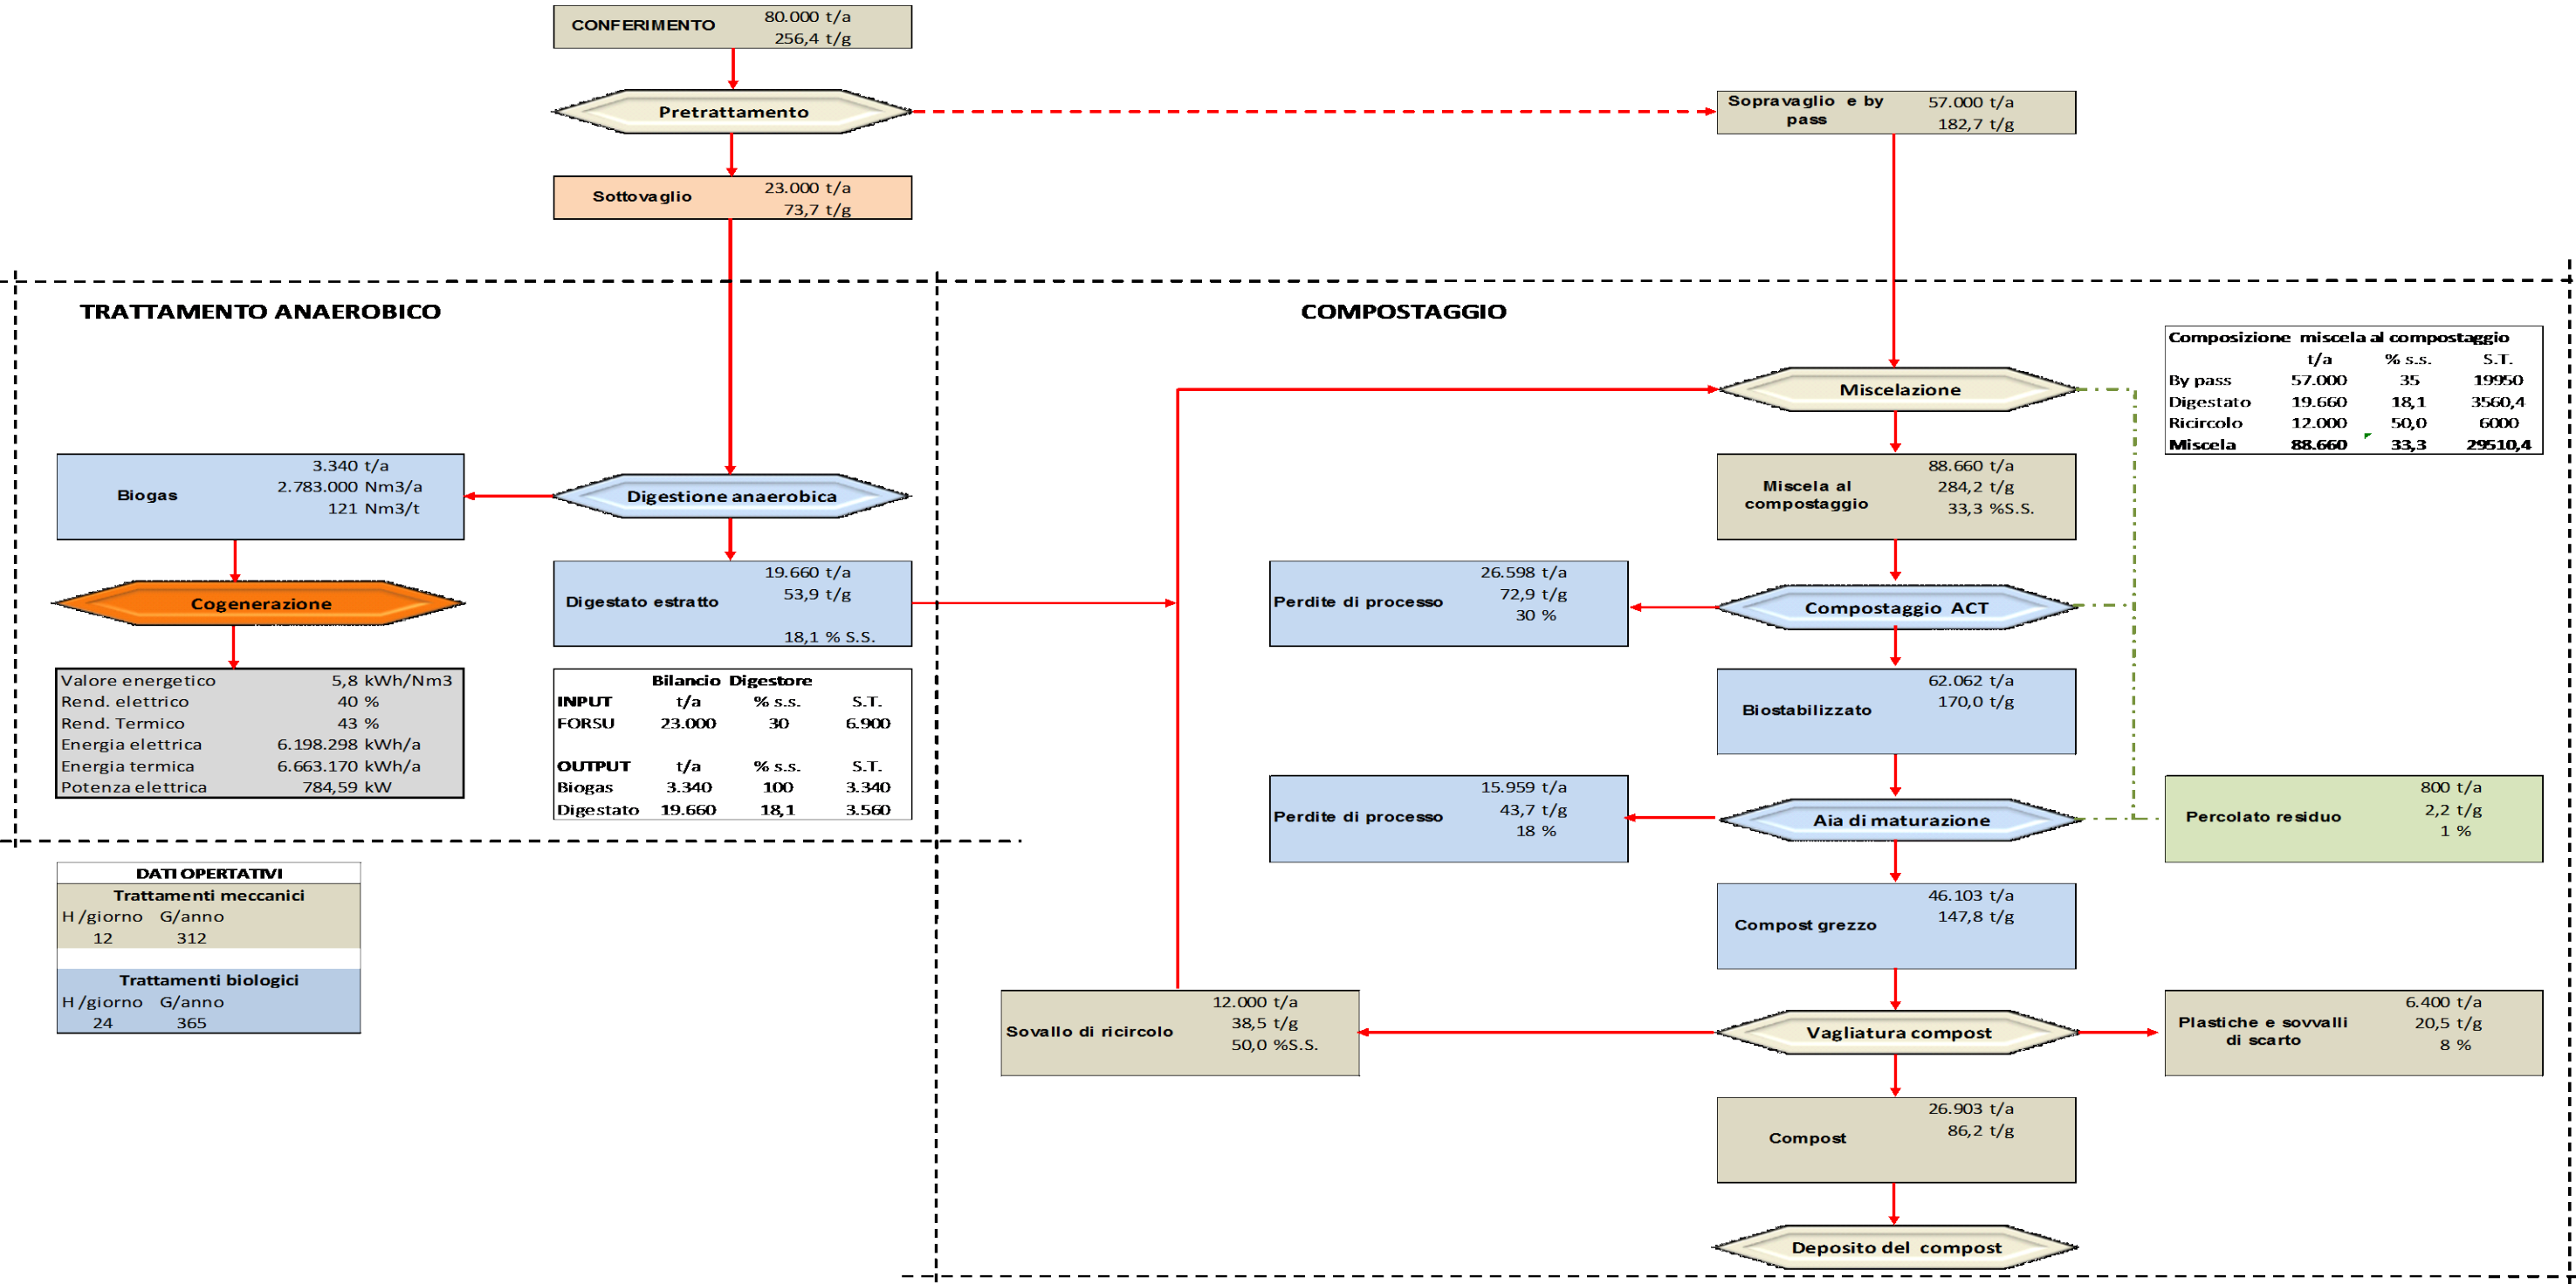 CONFERIMENTO 80.000 t/a
256,4 t/g
Pretrattamento
Sopravaglio e by pass 57.000 t/a
182,7 t/g
Sottovaglio 23.000 t/a
73,7 t/g
TRATTAMENTO ANAEROBICO
COMPOSTAGGIO
Composizione miscela al compostaggio
t/a % s.s. S.T.
By pass 57.000 35 19950
Digestato 19.660 18,1 3560,4
Ricircolo 12.000 50,0 6000
Miscela 88.660 33,3 29510,4
Miscelazione
Biogas
3.340 t/a
2.783.000 Nm3/a
121 Nm3/t
Digestione anaerobica
Miscela al
compostaggio
88.660 t/a
284,2 t/g
33,3 %S.S.
Cogenerazione
Digestato estratto
19.660 t/a
53,9 t/g
18,1 % S.S.
Perdite di processo
26.598 t/a
72,9 t/g
30 %
Compostaggio ACT
Valore energetico 5,8 kWh/Nm3
Rend. elettrico 40 %
Rend. Termico 43 %
Energia elettrica 6.198.298 kWh/a
Energia termica 6.663.170 kWh/a
Potenza elettrica 784,59 kW
Bilancio Digestore
INPUT t/a % s.s. S.T.
FORSU 23.000 30 6.900
OUTPUT t/a % s.s. S.T.
Biogas 3.340 100 3.340
Digestato 19.660 18,1 3.560
Biostabilizzato
62.062 t/a
170,0 t/g
Perdite di processo
15.959 t/a
43,7 t/g
18 %
Aia di maturazione
Percolato residuo
800 t/a
2,2 t/g
1 %
DATI OPERTATIVI
Trattamenti meccanici
H /giorno G/anno
12 312
Trattamenti biologici
H /giorno G/anno
24 365
Compost grezzo
46.103 t/a
147,8 t/g
Sovallo di ricircolo
12.000 t/a
38,5 t/g
50,0 %S.S.
Vagliatura compost
Plastiche e sovvalli
di scarto
6.400 t/a
20,5 t/g
8 %
Compost
26.903 t/a
86,2 t/g
Deposito del compost